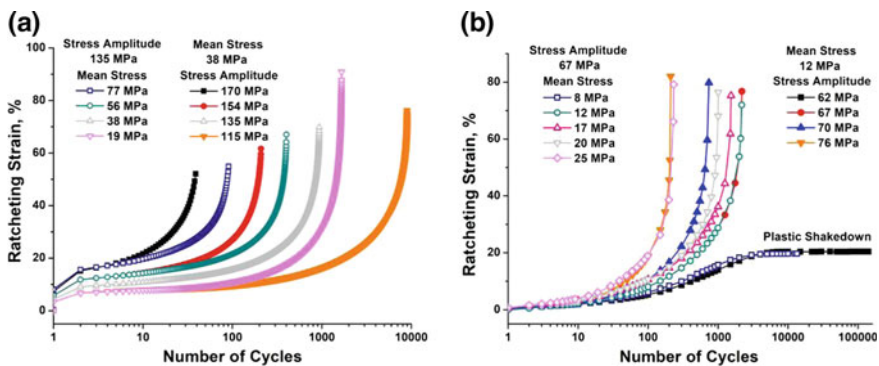 (a)
Stress Amplitude
135 MPa
Mean Stress
77 MPa
56 MPa
38 MPa
19 MPa
Mean Stress
38 MPa
Stress Amplitude
170 MPa
154 MPa
135 MPa
115 MPa
Ratcheting Strain, %
100
80
60
40
20
0
1
10
100
1000
10000
Number of Cycles
(b)
Stress Amplitude
67 MPa
Mean Stress
8 MPa
12 MPa
17 MPa
20 MPa
25 MPa
Mean Stress
12 MPa
Stress Amplitude
62 MPa
67 MPa
70 MPa
76 MPa
Plastic Shakedown
Ratcheting Strain, %
100
80
60
40
20
0
1
10
100
1000
10000
100000
Number of Cycles